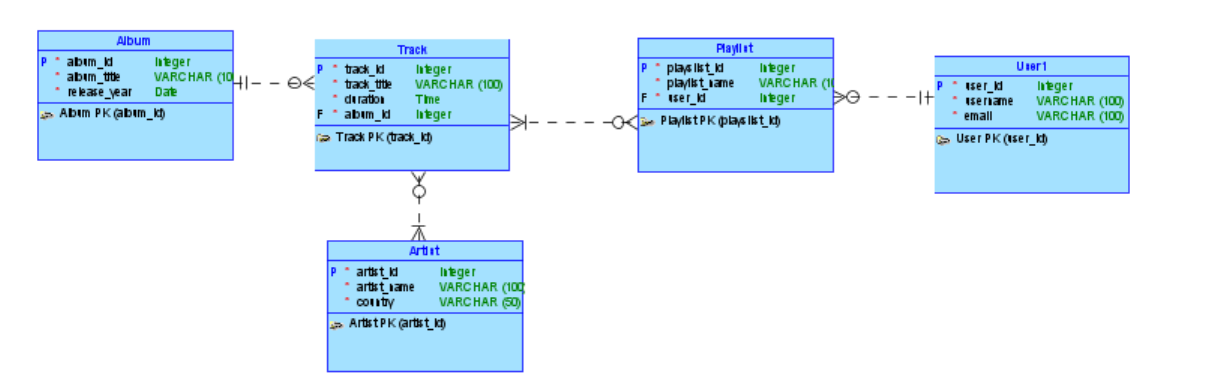 Album
P * album_id Integer
* album_title VARCHAR (10
* release_year Date
Album PK (album_id)
Track
P * track_id Integer
* track_title VARCHAR (100)
* duration Time
F * album_id Integer
Track PK (track_id)
Playlist
P * playslist_id Integer
* playlist_name VARCHAR (1
F * user_id Integer
Playlist PK (playslist_id)
User1
P * user_id Integer
* username VARCHAR (100)
* email VARCHAR (100)
User PK (user_id)
Artist
P * artist_id Integer
* artist_name VARCHAR (100
* country VARCHAR (50)
Artist PK (artist_id)